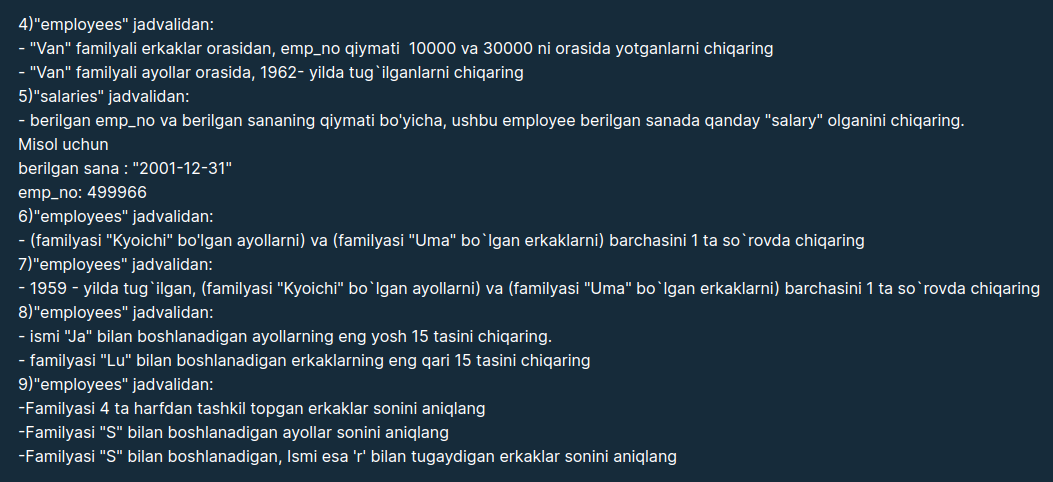 4)"employees" jadvalidan:
- "Van" familyali erkaklar orasidan, emp_no qiymati  10000 va 30000 ni orasida yotganlarni chiqaring
- "Van" familyali ayollar orasida, 1962- yilda tug`ilganlarni chiqaring
5)"salaries" jadvalidan:
- berilgan emp_no va berilgan sananing qiymati bo'yicha, ushbu employee berilgan sanada qanday "salary" olganini chiqaring.
Misol uchun
berilgan sana : "2001-12-31"
emp_no: 499966
6)"employees" jadvalidan:
- (familyasi "Kyoichi" bo'lgan ayollarni) va (familyasi "Uma" bo`lgan erkaklarni) barchasini 1 ta so`rovda chiqaring
7)"employees" jadvalidan:
- 1959 - yilda tug`ilgan, (familyasi "Kyoichi" bo`lgan ayollarni) va (familyasi "Uma" bo`lgan erkaklarni) barchasini 1 ta so`rovda chiqaring
8)"employees" jadvalidan:
- ismi "Ja" bilan boshlanadigan ayollarning eng yosh 15 tasini chiqaring.
- familyasi "Lu" bilan boshlanadigan erkaklarning eng qari 15 tasini chiqaring
9)"employees" jadvalidan:
-Familyasi 4 ta harfdan tashkil topgan erkaklar sonini aniqlang
-Familyasi "S" bilan boshlanadigan ayollar sonini aniqlang
-Familyasi "S" bilan boshlanadigan, Ismi esa 'r' bilan tugaydigan erkaklar sonini aniqlang